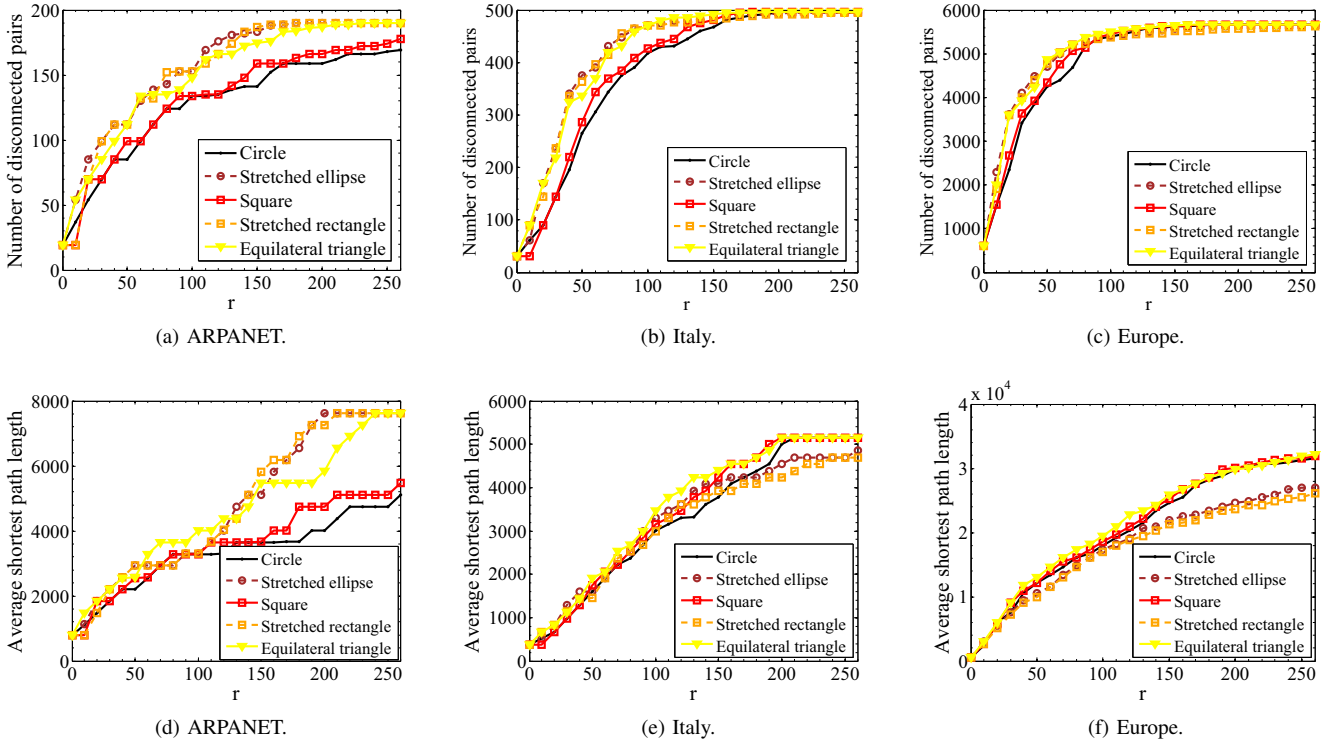 Number of disconnected pairs
200
150
100
50
0
0 50 100 150 200 250
r
Circle
Stretched ellipse
Square
Stretched rectangle
Equilateral triangle
(a) ARPANET.
Number of disconnected pairs
500
400
300
200
100
0
0 50 100 150 200 250
r
Circle
Stretched ellipse
Square
Stretched rectangle
Equilateral triangle
(b) Italy.
Number of disconnected pairs
6000
5000
4000
3000
2000
1000
0
0 50 100 150 200 250
r
Circle
Stretched ellipse
Square
Stretched rectangle
Equilateral triangle
(c) Europe.
Average shortest path length
8000
6000
4000
2000
0
0 50 100 150 200 250
r
Circle
Stretched ellipse
Square
Stretched rectangle
Equilateral triangle
(d) ARPANET.
Average shortest path length
6000
5000
4000
3000
2000
1000
0
0 50 100 150 200 250
r
Circle
Stretched ellipse
Square
Stretched rectangle
Equilateral triangle
(e) Italy.
Average shortest path length
x 10^4
4
3
2
1
0
0 50 100 150 200 250
r
Circle
Stretched ellipse
Square
Stretched rectangle
Equilateral triangle
(f) Europe.